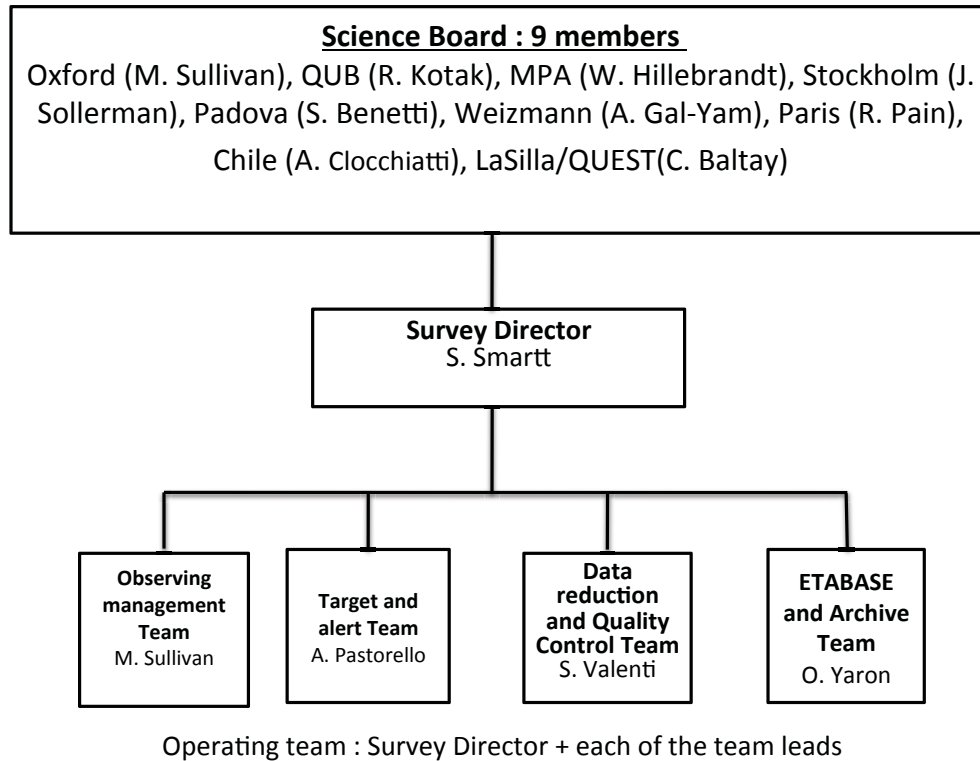 Science Board : 9 members
Oxford (M. Sullivan), QUB (R. Kotak), MPA (W. Hillebrandt), Stockholm (J.
Sollerman), Padova (S. Benetti), Weizmann (A. Gal-Yam), Paris (R. Pain),
Chile (A. Clocchiatti), LaSilla/QUEST(C. Baltay)
Survey Director
S. Smartt
Observing
management
Team
M. Sullivan
Target and
alert Team
A. Pastorello
Data
reduction
and Quality
Control Team
S. Valenti
ETABASE
and Archive
Team
O. Yaron
Operating team : Survey Director + each of the team leads